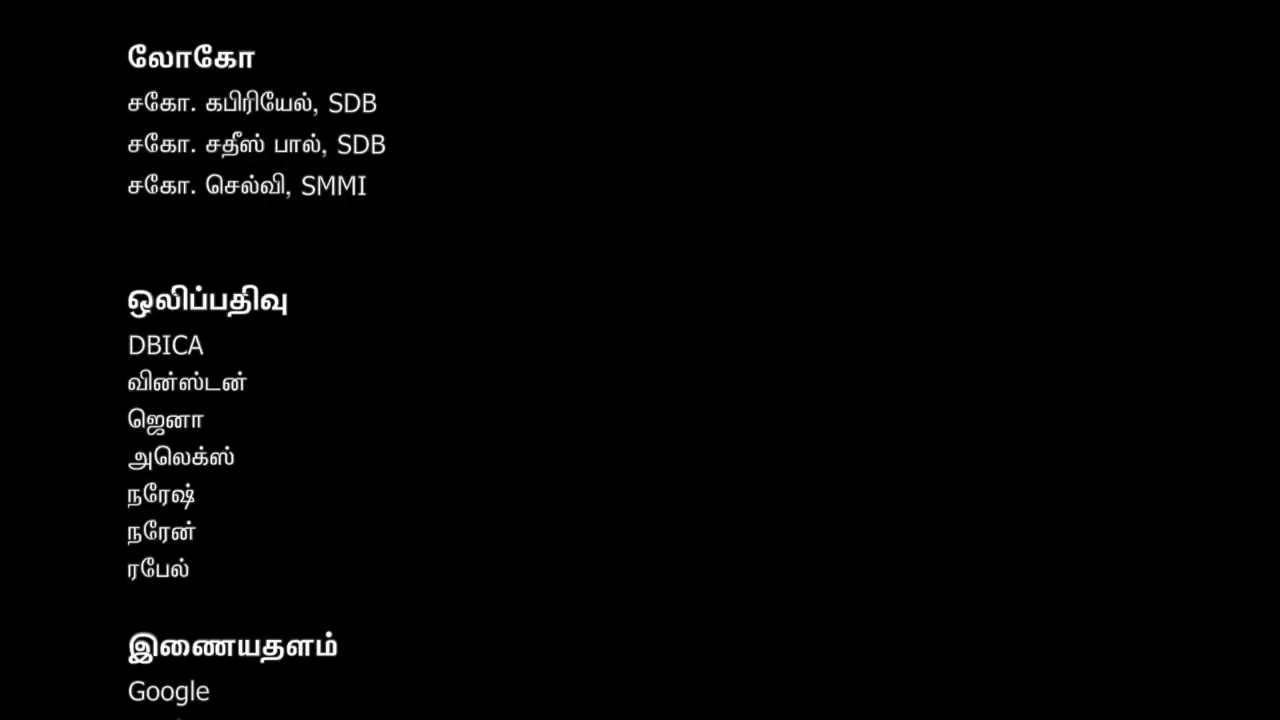 லோகோ
சகோ. கபிரியேல், SDB
சகோ. சதீஸ் பால், SDB
சகோ. செல்வி, SMMI
ஒலிப்பதிவு
DBICA
வின்ஸ்டன்
ஜெனா
அலெக்ஸ்
நரேஷ்
நரேன்
ரபேல்
இணையதளம்
Google